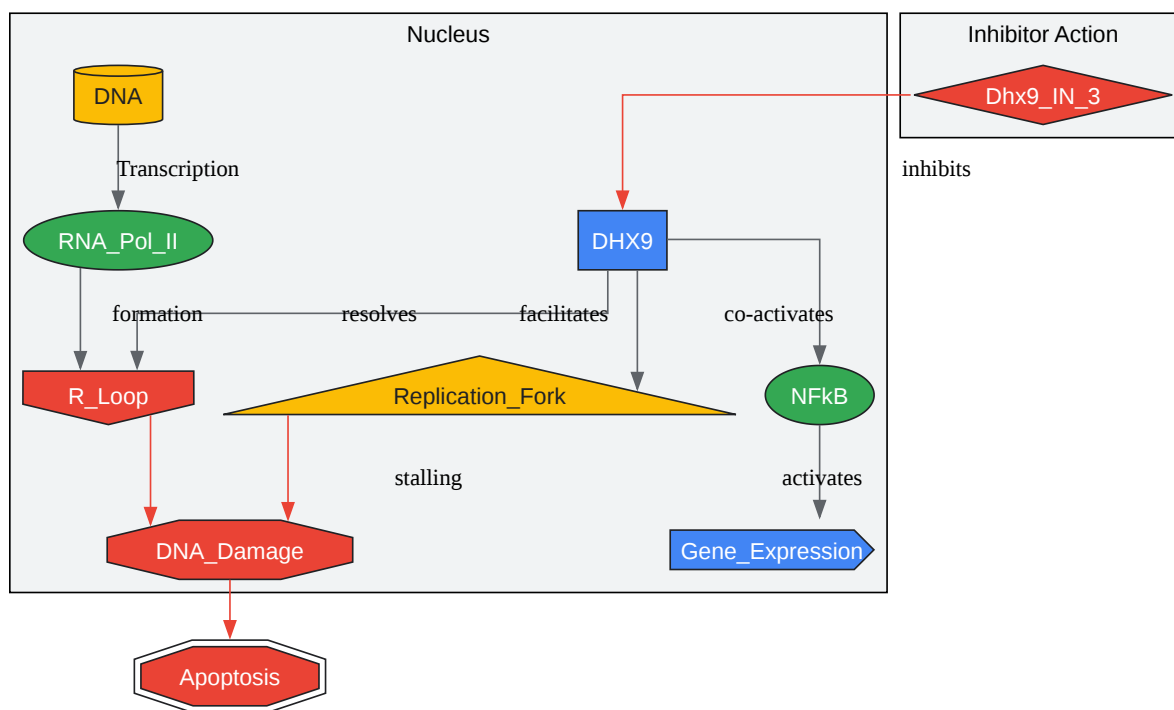 Nucleus
Inhibitor Action
DNA
Dhx9_IN_3
Transcription
inhibits
RNA_Pol_II
DHX9
formation
resolves
facilitates
co-activates
R_Loop
Replication_Fork
NFkB
stalling
activates
DNA_Damage
Gene_Expression
Apoptosis